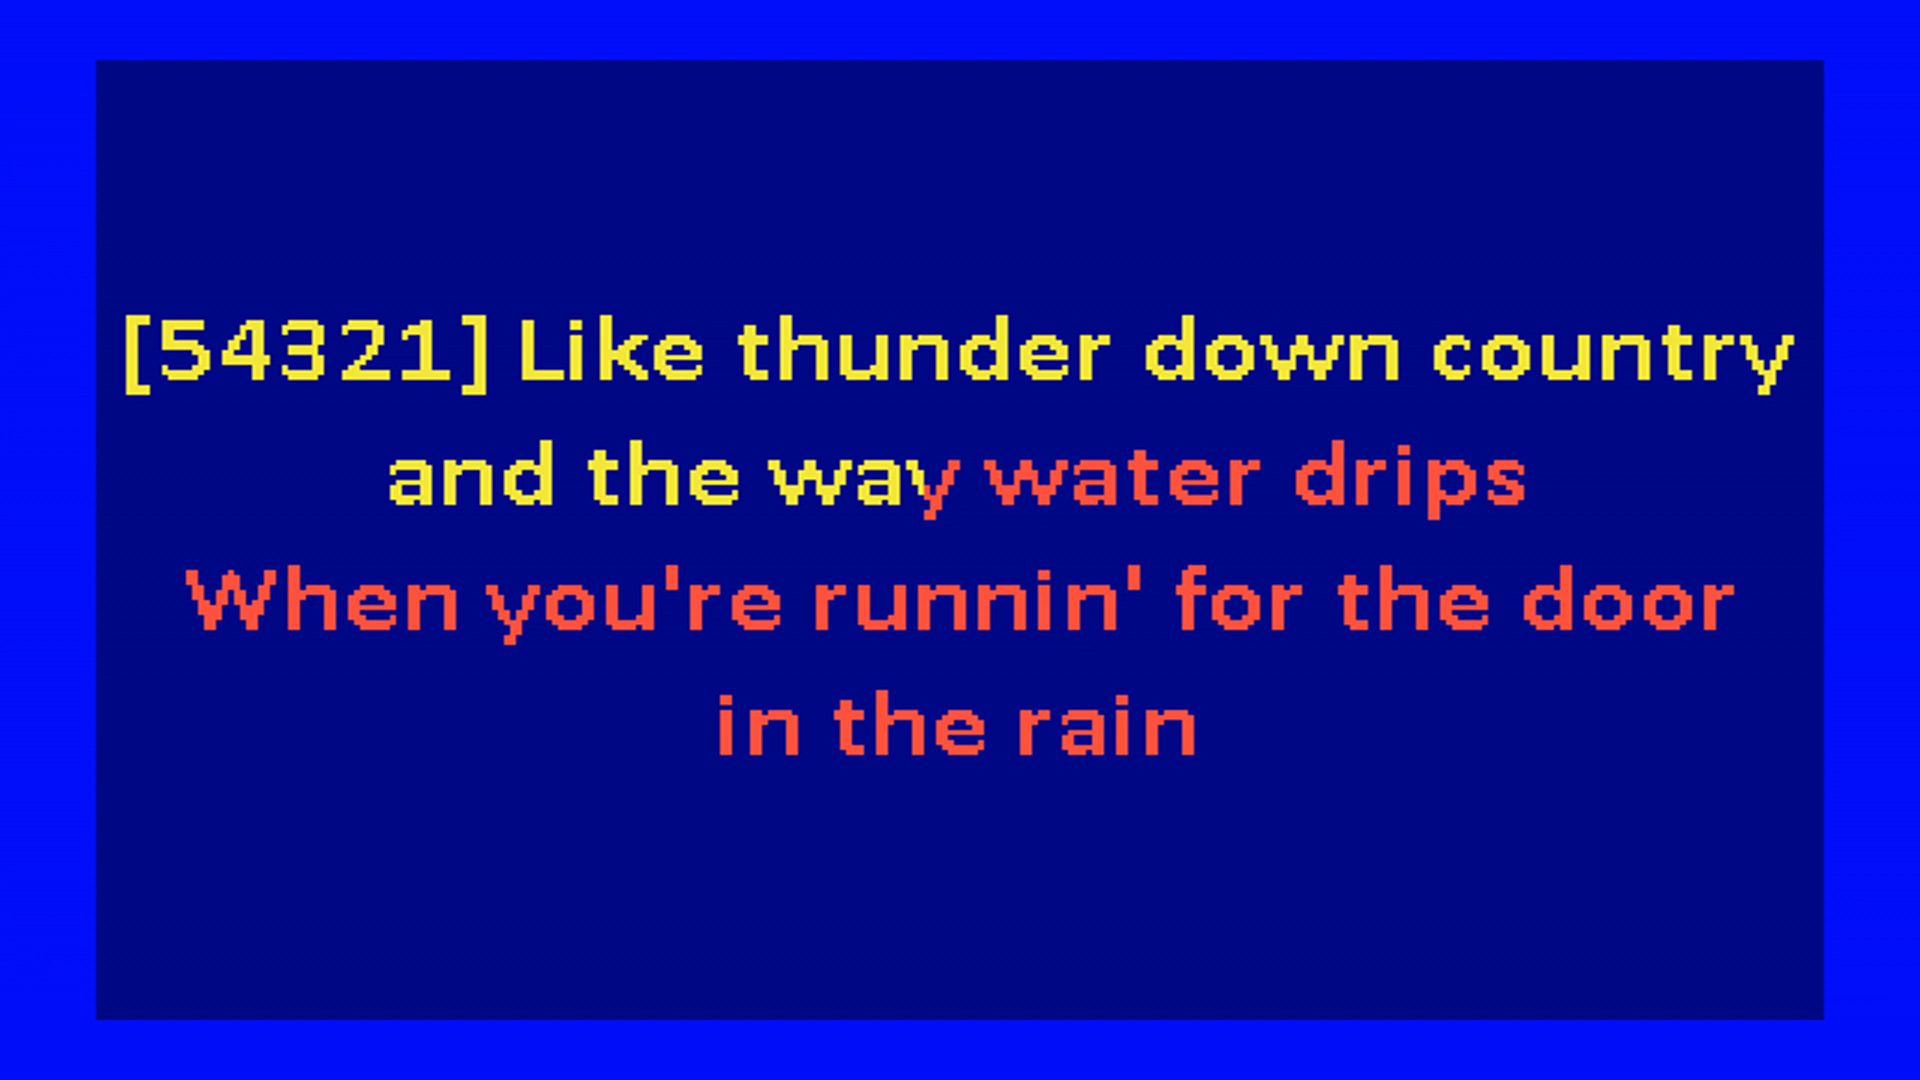 [54321] Like thunder down country
and the way water drips
When you're runnin' for the door
in the rain